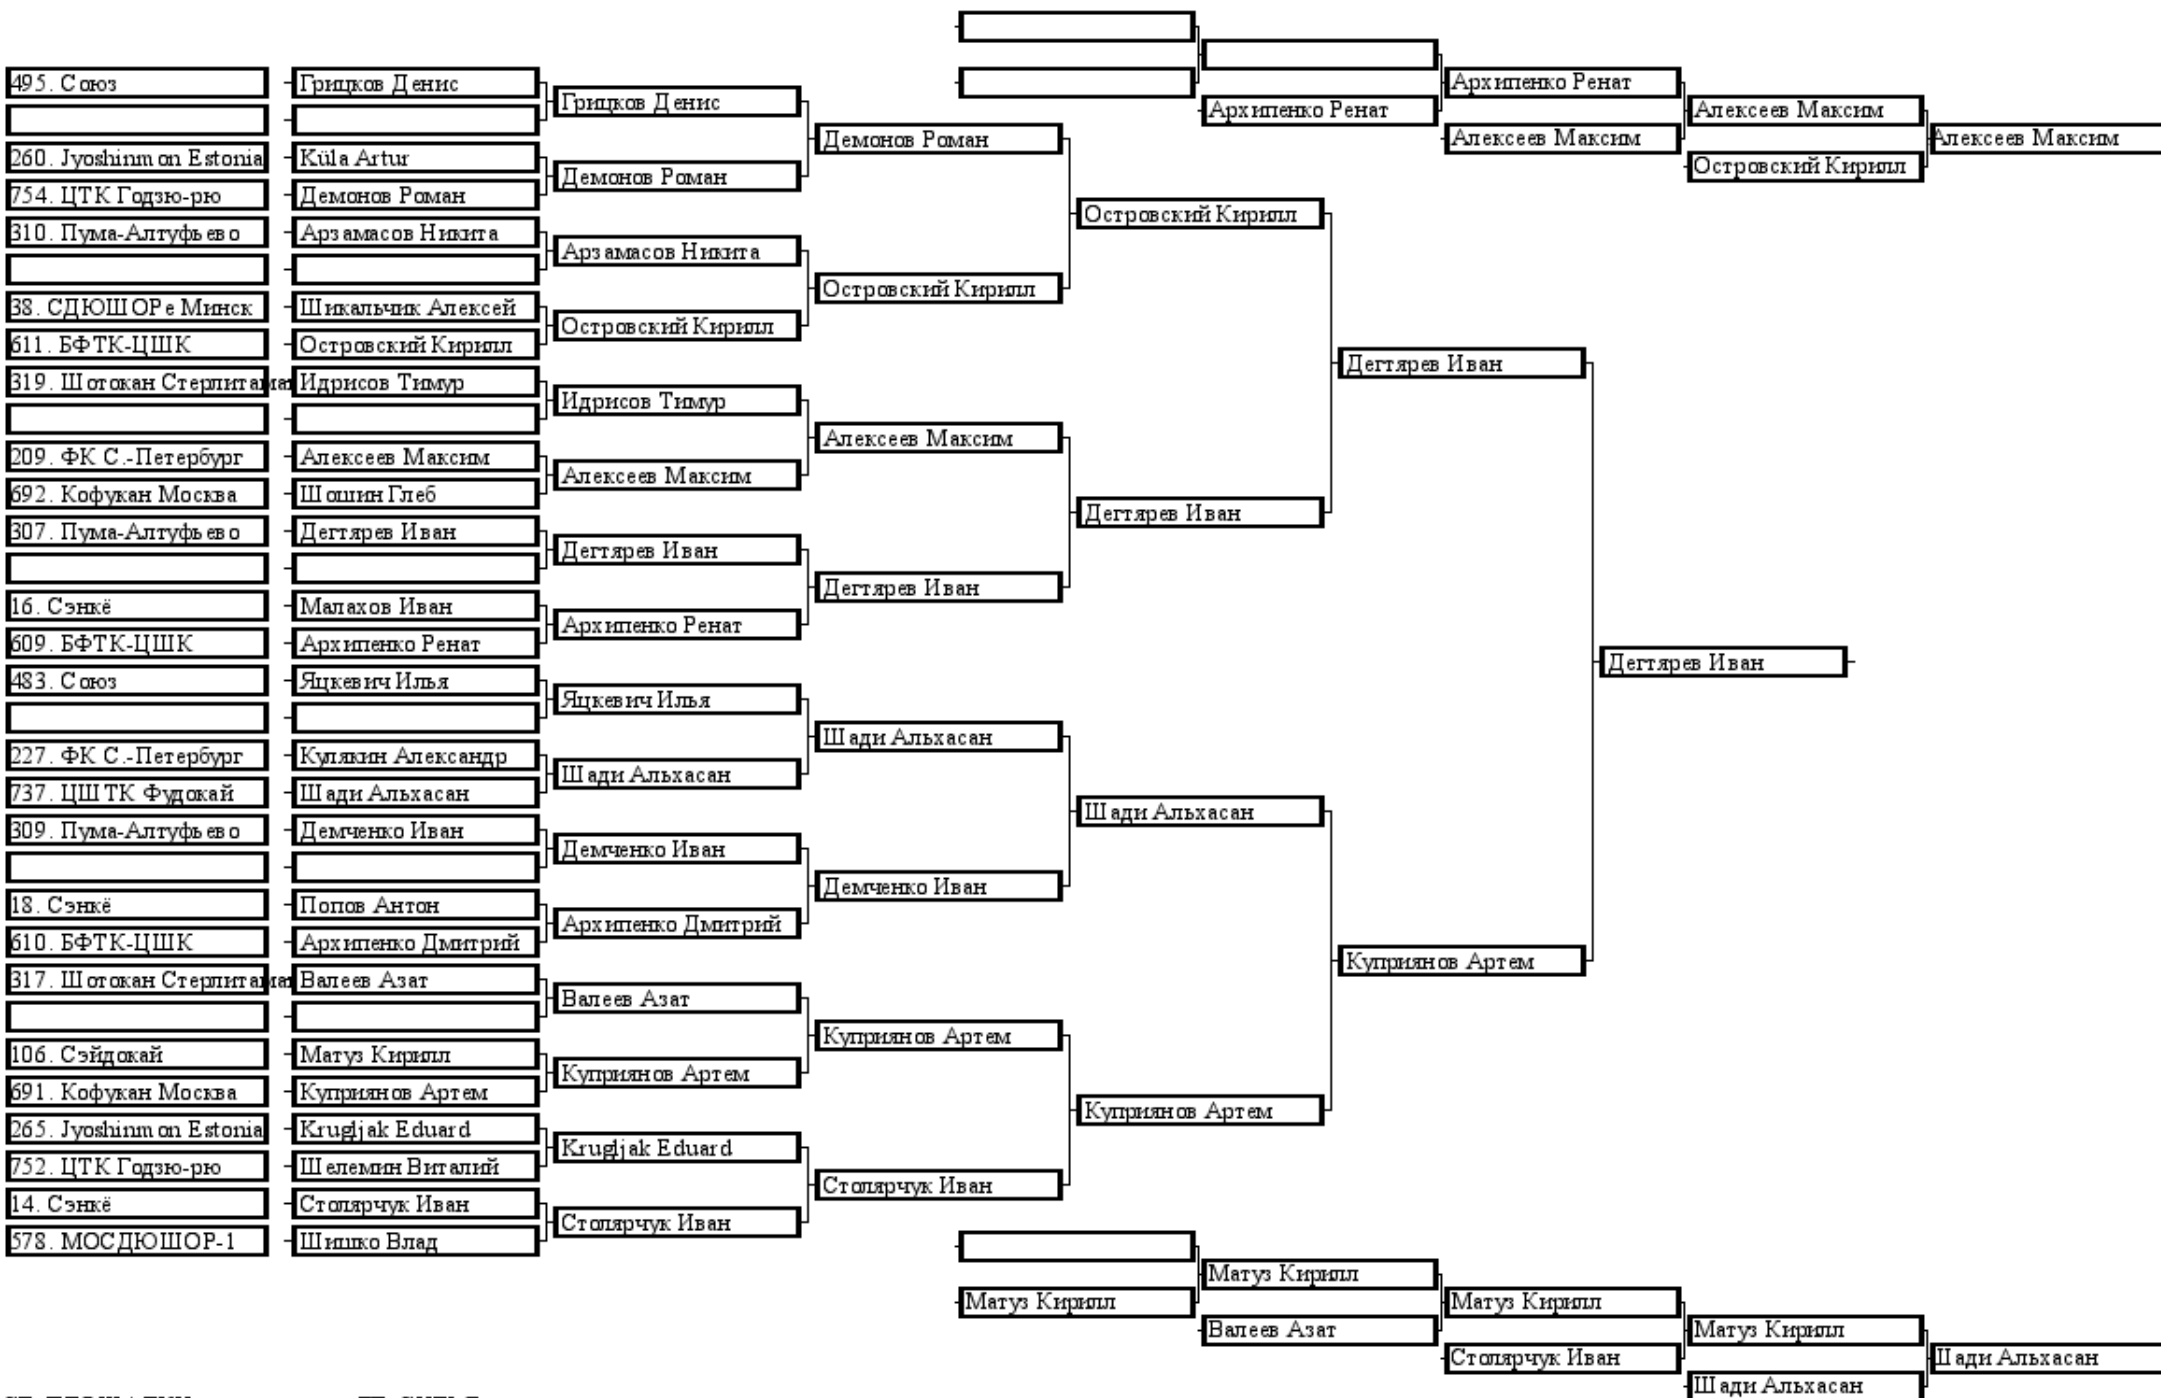 495. Союз Грицков Денис
Грицков Денис
260. Jyoshinmon Estonia Küla Artur
Демонов Роман
754. ЦТК Годзю-рю Демонов Роман
Демонов Роман
310. Пума-Алтуфьево Арзамасов Никита
Арзамасов Никита
38. СДЮШОРе Минск Шикальчик Алексей
Островский Кирилл
611. БФТК-ЦШК Островский Кирилл
Островский Кирилл
Островский Кирилл
319. Шотокан Стерлитамак Идрисов Тимур
Идрисов Тимур
209. ФК С.-Петербург Алексеев Максим
Алексеев Максим
692. Кофукан Москва Шошин Глеб
Алексеев Максим
307. Пума-Алтуфьево Дегтярев Иван
Дегтярев Иван
16. Сэнкё Малахов Иван
Архипенко Ренат
609. БФТК-ЦШК Архипенко Ренат
Дегтярев Иван
Дегтярев Иван
Дегтярев Иван
483. Союз Яцкевич Илья
Яцкевич Илья
227. ФК С.-Петербург Кулякин Александр
Шади Альхасан
737. ЦШТК Фудокай Шади Альхасан
Шади Альхасан
309. Пума-Алтуфьево Демченко Иван
Демченко Иван
18. Сэнкё Попов Антон
Архипенко Дмитрий
610. БФТК-ЦШК Архипенко Дмитрий
Демченко Иван
Шади Альхасан
317. Шотокан Стерлитамак Валеев Азат
Валеев Азат
106. Сэйдокай Матуз Кирилл
Куприянов Артем
691. Кофукан Москва Куприянов Артем
Куприянов Артем
265. Jyoshinmon Estonia Krugljak Eduard
Krugljak Eduard
752. ЦТК Годзю-рю Шелемин Виталий
14. Сэнкё Столярчук Иван
Столярчук Иван
578. МОСДЮШОР-1 Шишко Влад
Столярчук Иван
Куприянов Артем
Куприянов Артем
Дегтярев Иван
Архипенко Ренат
Архипенко Ренат
Алексеев Максим
Алексеев Максим
Островский Кирилл
Алексеев Максим
Матуз Кирилл
Матуз Кирилл
Валеев Азат
Матуз Кирилл
Столярчук Иван
Матуз Кирилл
Шади Альхасан
Шади Альхасан